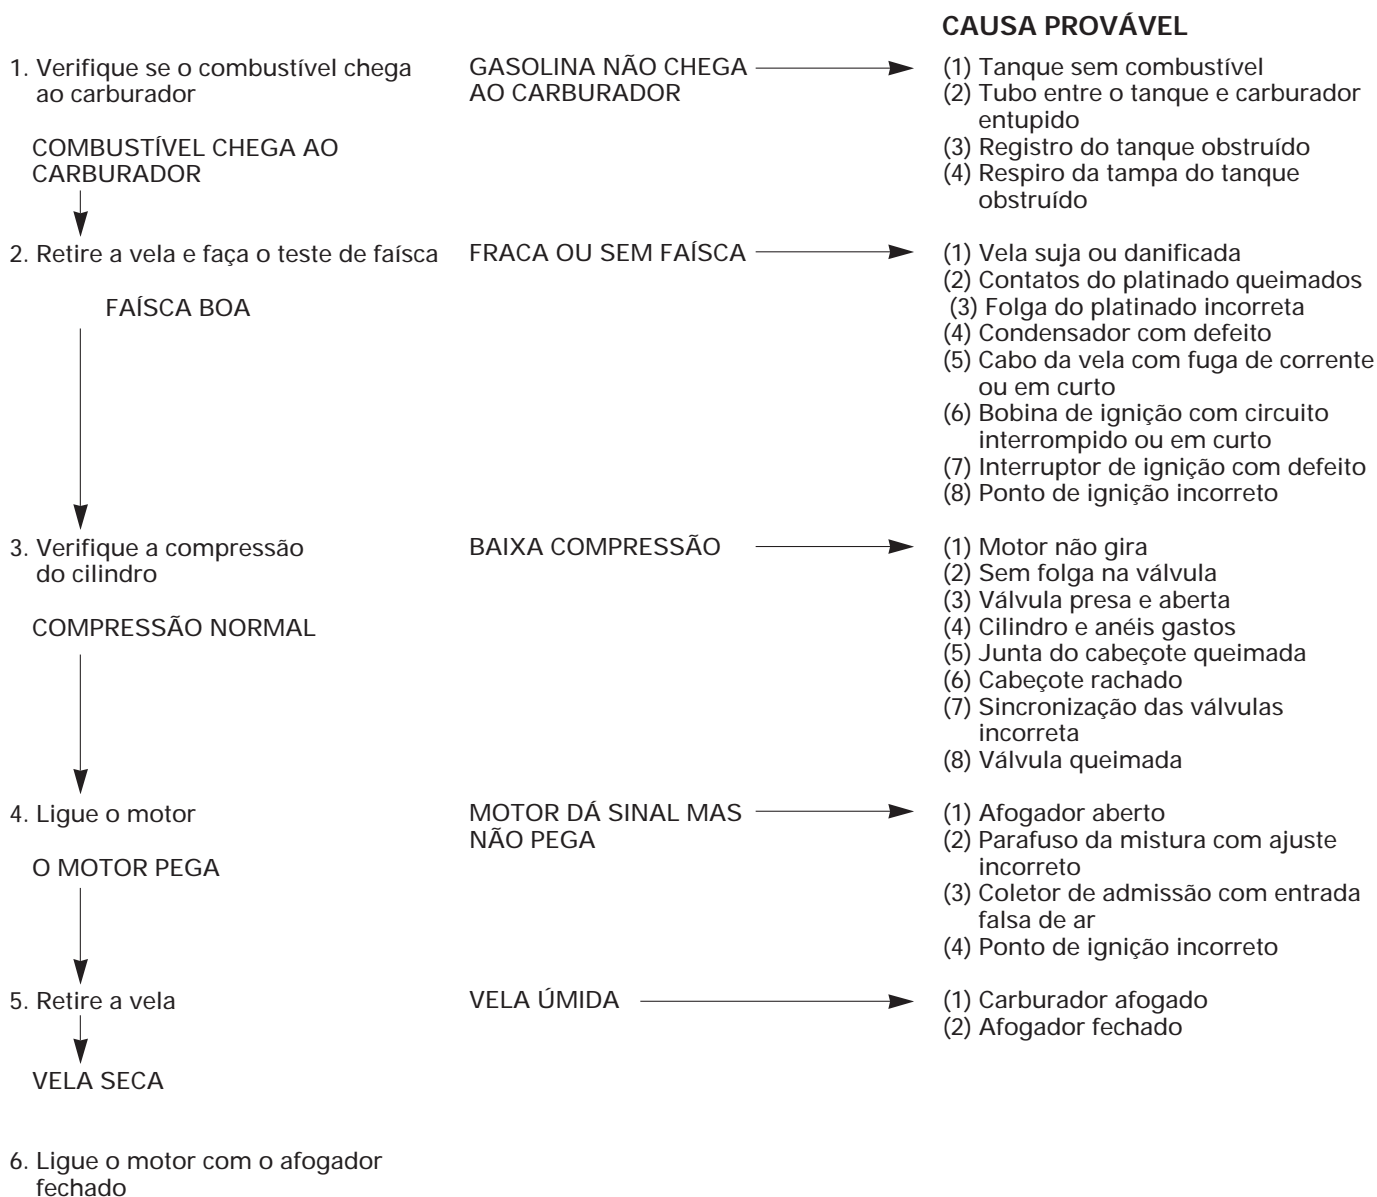 CAUSA PROVÁVEL
1. Verifique se o combustível chega
ao carburador
COMBUSTÍVEL CHEGA AO
CARBURADOR
GASOLINA NÃO CHEGA
AO CARBURADOR
(1) Tanque sem combustível
(2) Tubo entre o tanque e carburador
entupido
(3) Registro do tanque obstruído
(4) Respiro da tampa do tanque
obstruído
2. Retire a vela e faça o teste de faísca
FAÍSCA BOA
FRACA OU SEM FAÍSCA
(1) Vela suja ou danificada
(2) Contatos do platinado queimados
(3) Folga do platinado incorreta
(4) Condensador com defeito
(5) Cabo da vela com fuga de corrente
ou em curto
(6) Bobina de ignição com circuito
interrompido ou em curto
(7) Interruptor de ignição com defeito
(8) Ponto de ignição incorreto
3. Verifique a compressão
do cilindro
COMPRESSÃO NORMAL
BAIXA COMPRESSÃO
(1) Motor não gira
(2) Sem folga na válvula
(3) Válvula presa e aberta
(4) Cilindro e anéis gastos
(5) Junta do cabeçote queimada
(6) Cabeçote rachado
(7) Sincronização das válvulas
incorreta
(8) Válvula queimada
4. Ligue o motor
O MOTOR PEGA
MOTOR DÁ SINAL MAS
NÃO PEGA
(1) Afogador aberto
(2) Parafuso da mistura com ajuste
incorreto
(3) Coletor de admissão com entrada
falsa de ar
(4) Ponto de ignição incorreto
5. Retire a vela
VELA SECA
VELA ÚMIDA
(1) Carburador afogado
(2) Afogador fechado
6. Ligue o motor com o afogador
fechado